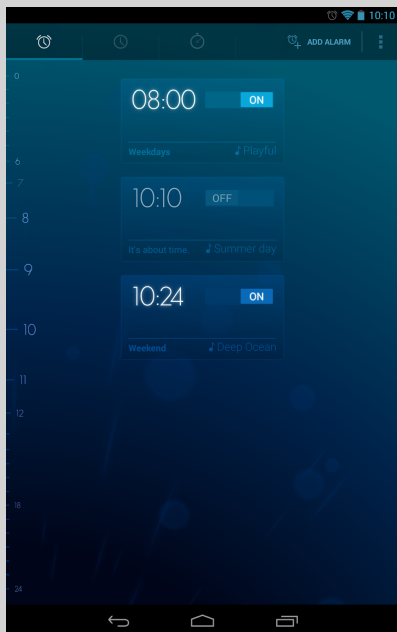 10:10
ADD ALARM
0
6
7
8
9
10
11
12
18
24
08:00 ON
Weekdays Playful
10:10 OFF
It's about time.. Summer day
10:24 ON
Weekend Deep Ocean